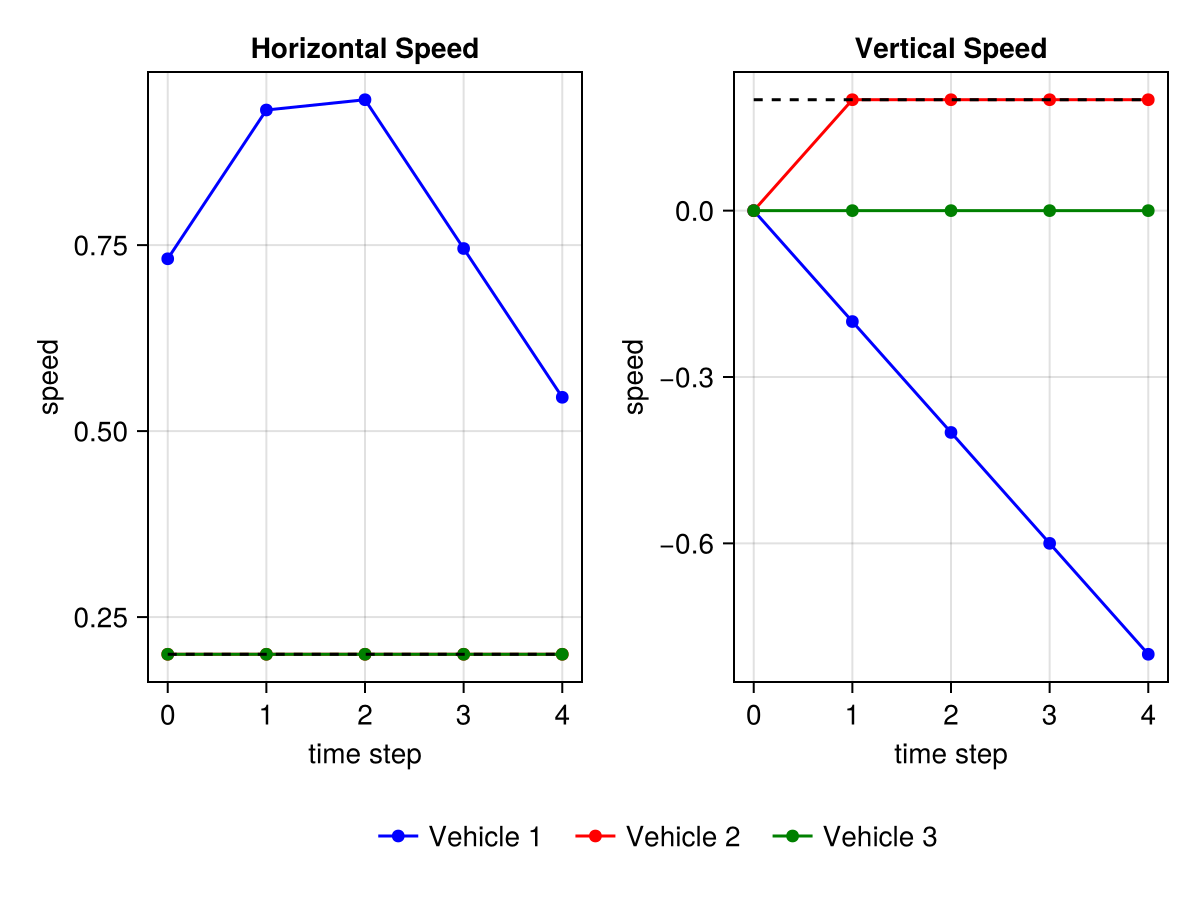 Horizontal Speed
speed
0.75
0.50
0.25
0 1 2 3 4
time step
Vertical Speed
speed
0.0
−0.3
−0.6
0 1 2 3 4
time step
Vehicle 1 Vehicle 2 Vehicle 3